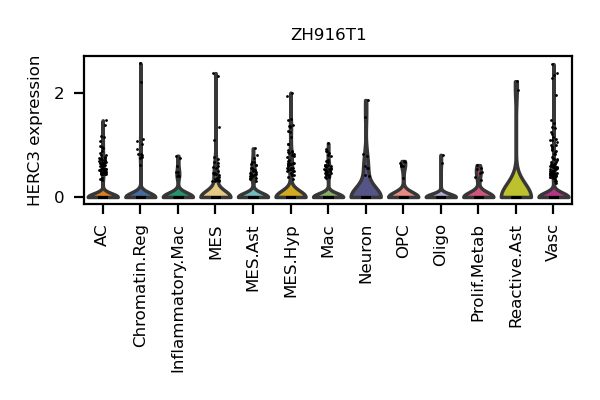 ZH916T1
HERC3 expression
2
0
AC
Chromatin.Reg
Inflammatory.Mac
MES
MES.Ast
MES.Hyp
Mac
Neuron
OPC
Oligo
Prolif.Metab
Reactive.Ast
Vasc